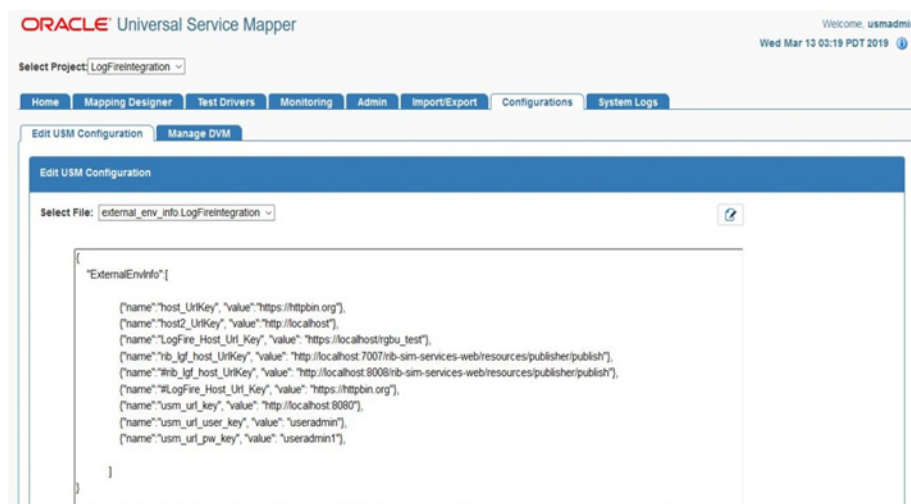 ORACLE Universal Service Mapper
Welcome, usmadmin
Wed Mar 13 03:19 PDT 2019
Select Project: LogFireIntegration
Home Mapping Designer Test Drivers Monitoring Admin Import/Export Configurations System Logs
Edit USM Configuration Manage DVM
Edit USM Configuration
Select File: external_env_info.LogFireIntegration
{
"ExternalEnvInfo":[
{"name":"host_UrlKey", "value":"https://httpbin.org"},
{"name":"host2_UrlKey", "value":"http://localhost"},
{"name":"LogFire_Host_Url_Key", "value": "https://localhost/rgbu_test"},
{"name":"rib_lgf_host_UrlKey", "value": "http://localhost:7007/rib-sim-services-web/resources/publisher/publish"},
{"name":"#rib_lgf_host_UrlKey", "value": "http://localhost:8008/rib-sim-services-web/resources/publisher/publish"},
{"name":"#LogFire_Host_Url_Key", "value": "https://httpbin.org"},
{"name":"usm_url_key", "value": "http://localhost:8080"},
{"name":"usm_url_user_key", "value": "useradmin"},
{"name":"usm_url_pw_key", "value": "useradmin1"},
]
}